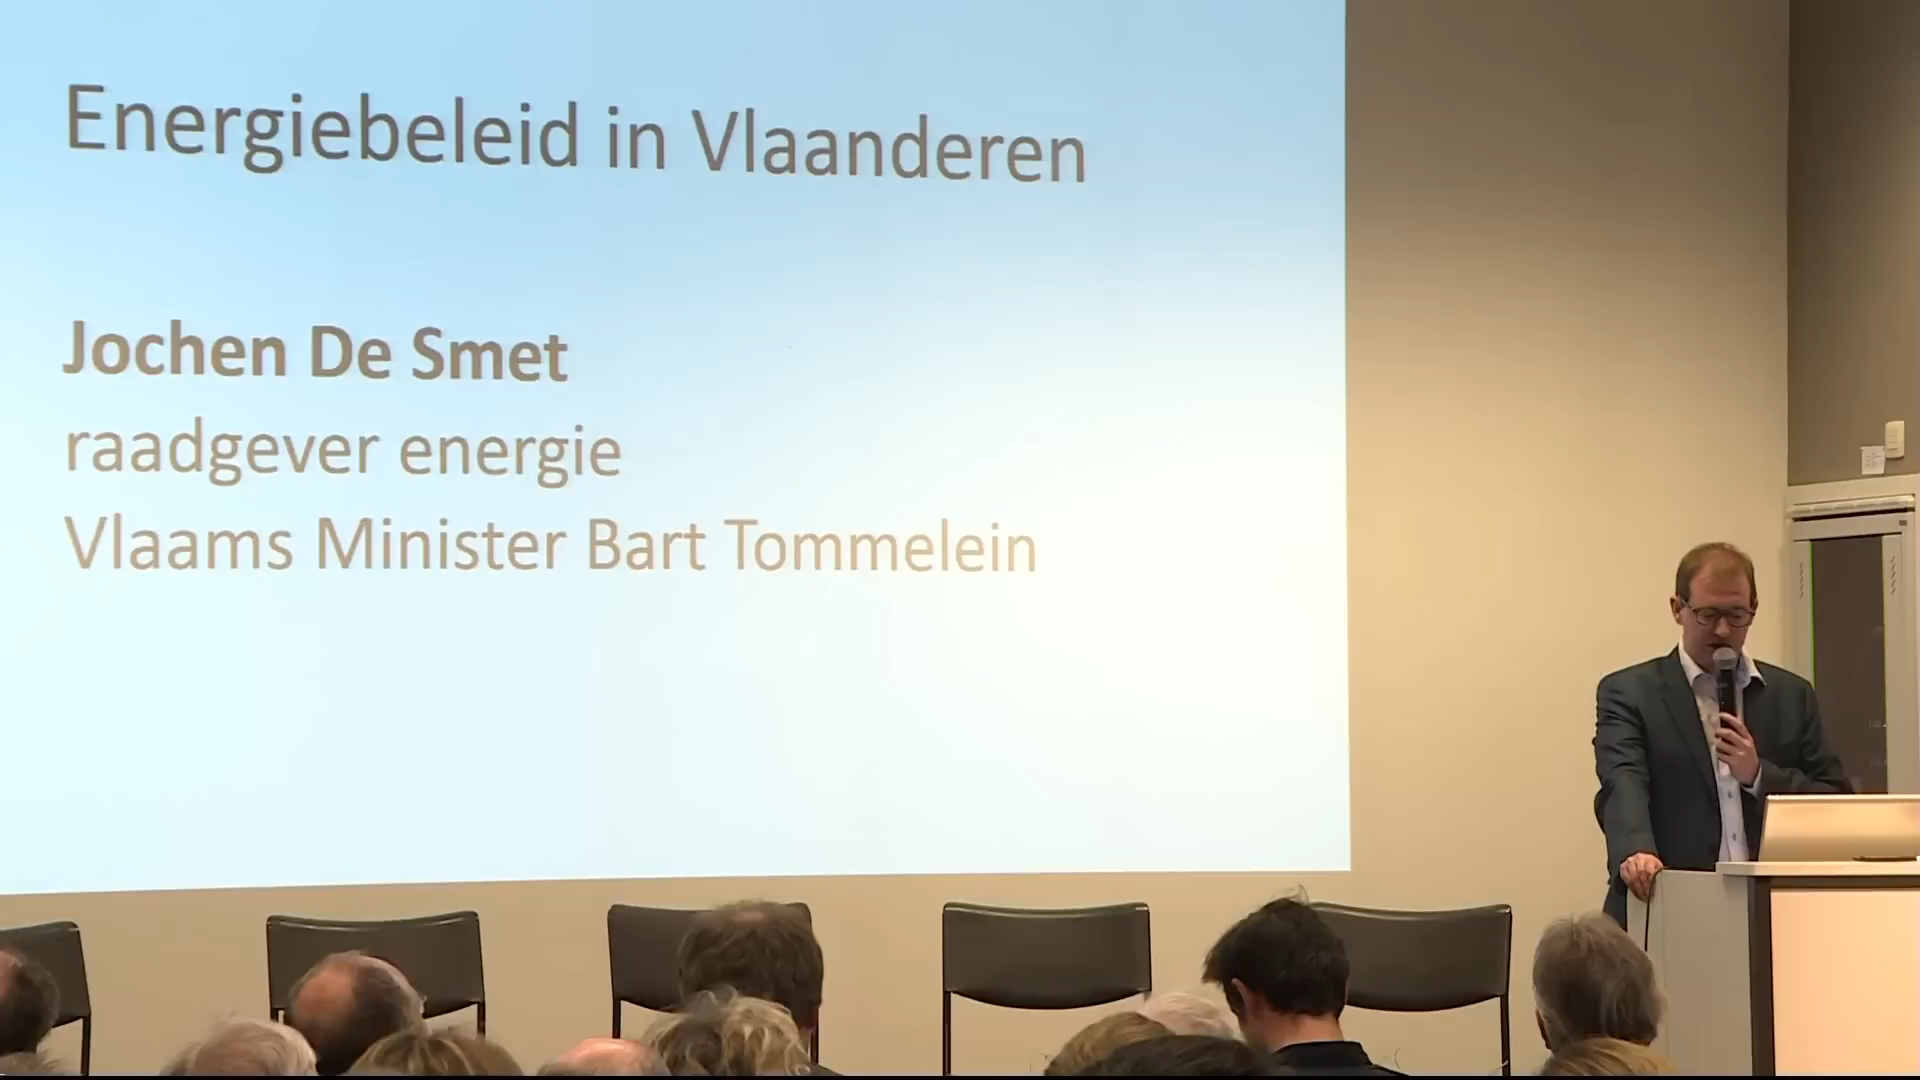 Energiebeleid in Vlaanderen
Jochen De Smet
raadgever energie
Vlaams Minister Bart Tommelein